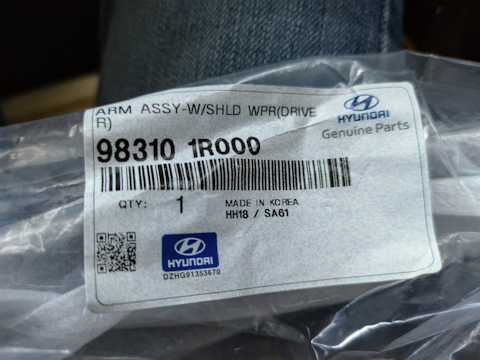 ARM ASSY-W/SHLD WPR(DRIVE
R)
HYUNDAI
Genuine Parts
98310 1R000
QTY: 1
MADE IN KOREA
HH18 / SA61
HYUNDAI
DZHG91353670